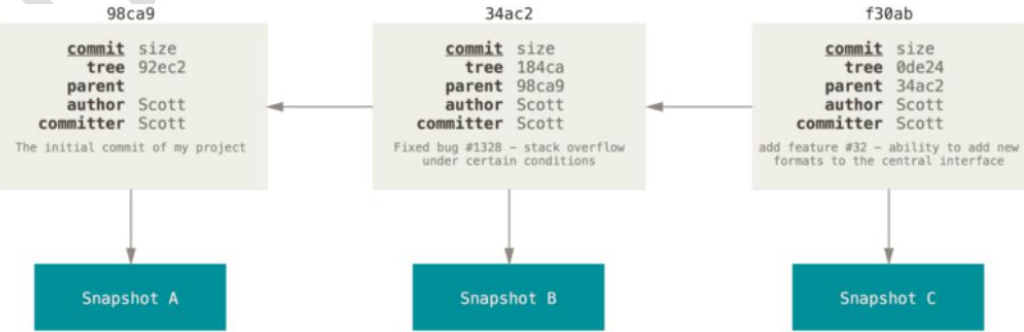 98ca9
commit size
tree 92ec2
parent
author Scott
committer Scott
The initial commit of my project
Snapshot A
34ac2
commit size
tree 184ca
parent 98ca9
author Scott
committer Scott
Fixed bug #1328 – stack overflow
under certain conditions
Snapshot B
f30ab
commit size
tree 0de24
parent 34ac2
author Scott
committer Scott
add feature #32 – ability to add new
formats to the central interface
Snapshot C